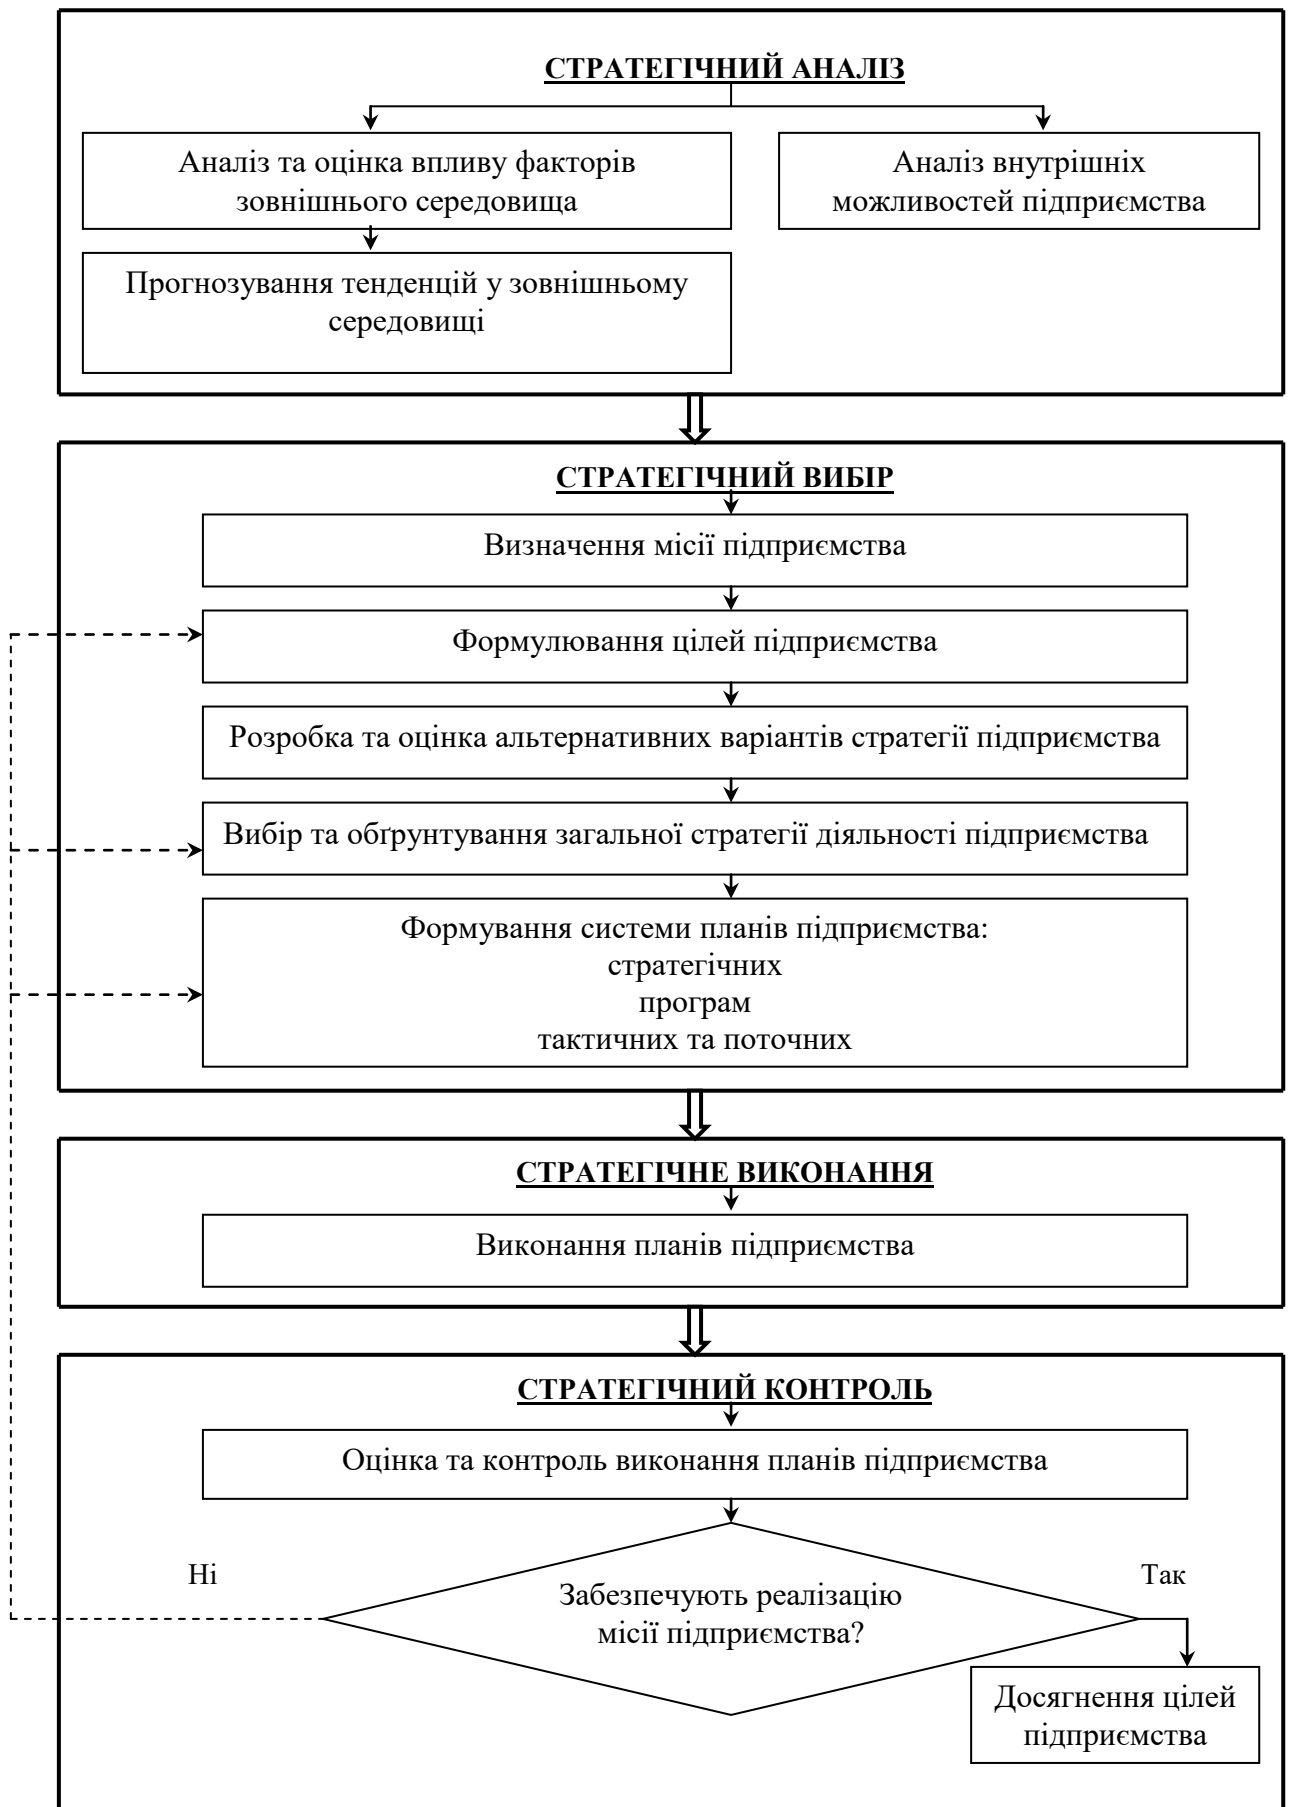 СТРАТЕГІЧНИЙ АНАЛІЗ
Аналіз та оцінка впливу факторів
зовнішнього середовища
Аналіз внутрішніх
можливостей підприємства
Прогнозування тенденцій у зовнішньому
середовищі
СТРАТЕГІЧНИЙ ВИБІР
Визначення місії підприємства
Формулювання цілей підприємства
Розробка та оцінка альтернативних варіантів стратегії підприємства
Вибір та обґрунтування загальної стратегії діяльності підприємства
Формування системи планів підприємства:
стратегічних
програм
тактичних та поточних
СТРАТЕГІЧНЕ ВИКОНАННЯ
Виконання планів підприємства
СТРАТЕГІЧНИЙ КОНТРОЛЬ
Оцінка та контроль виконання планів підприємства
Ні
Так
Забезпечують реалізацію
місії підприємства?
Досягнення цілей
підприємства